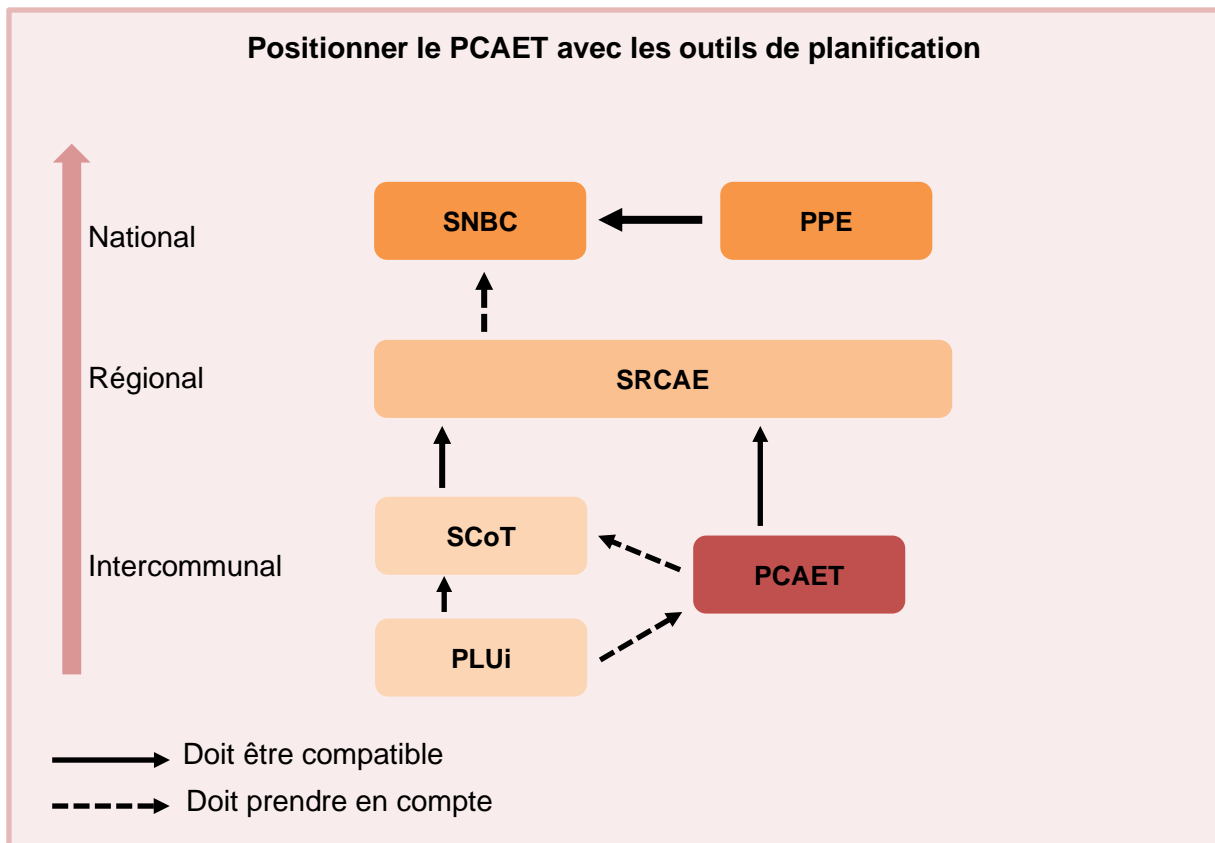 Positionner le PCAET avec les outils de planification
National
SNBC
PPE
Régional
SRCAE
Intercommunal
SCoT
PCAET
PLUi
Doit être compatible
Doit prendre en compte